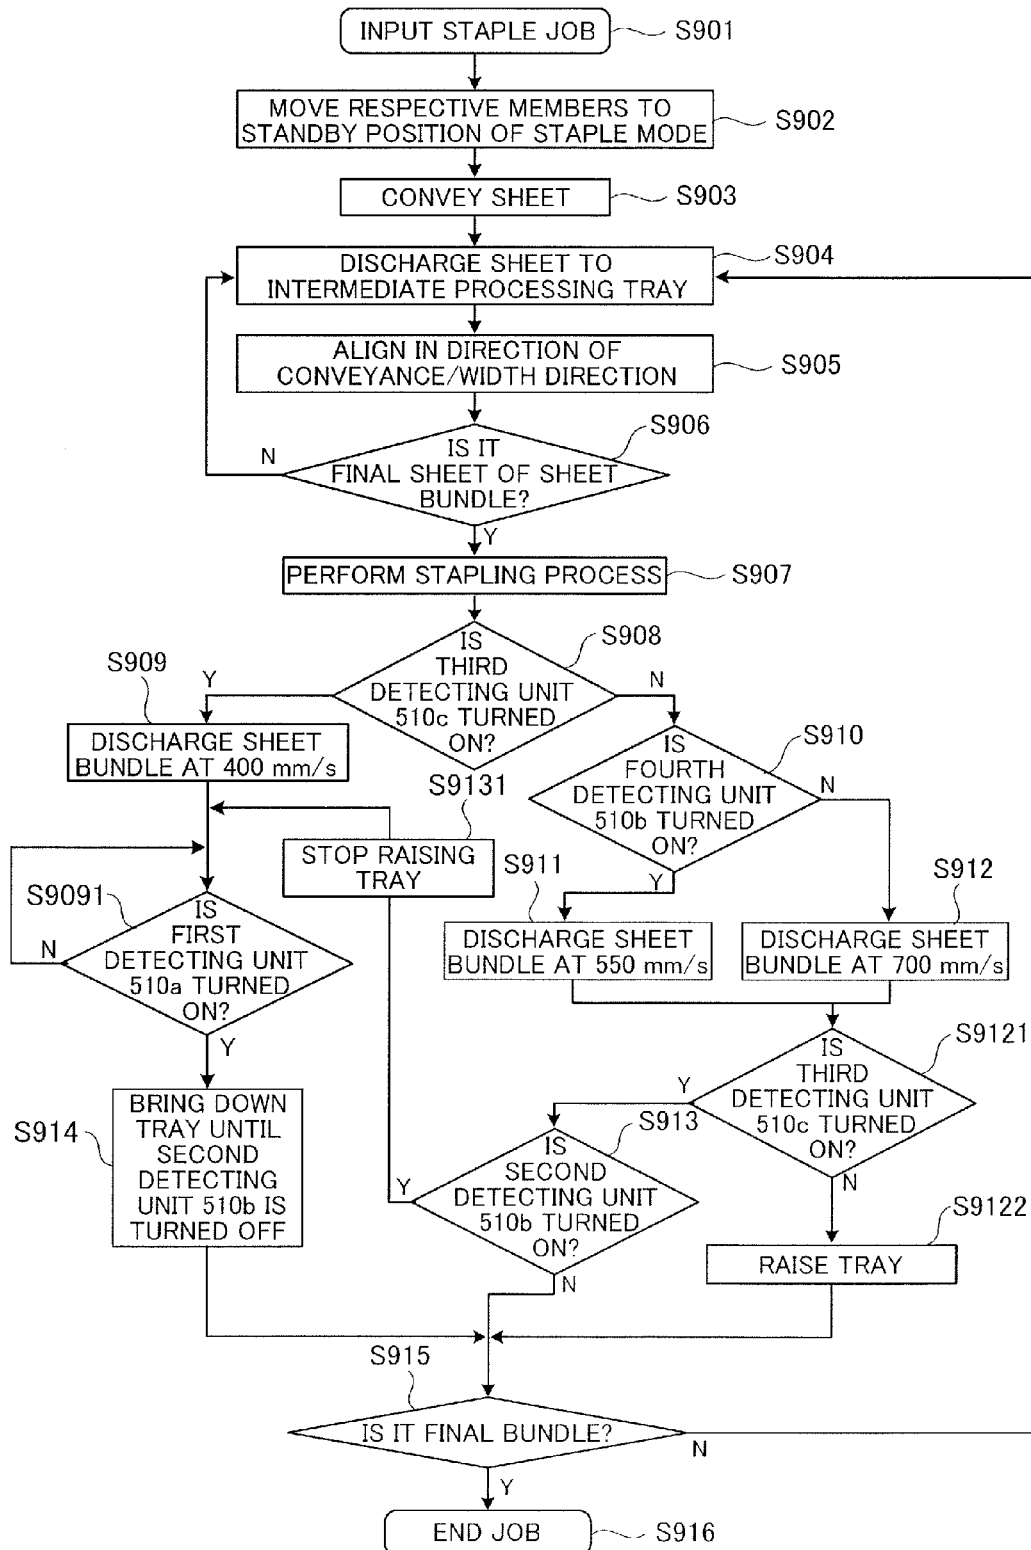 INPUT STAPLE JOB
S901
MOVE RESPECTIVE MEMBERS TO
STANDBY POSITION OF STAPLE MODE
S902
CONVEY SHEET
S903
DISCHARGE SHEET TO
INTERMEDIATE PROCESSING TRAY
S904
ALIGN IN DIRECTION OF
CONVEYANCE/WIDTH DIRECTION
S905
IS IT
FINAL SHEET OF SHEET
BUNDLE?
S906
N
Y
PERFORM STAPLING PROCESS
S907
IS
THIRD
DETECTING UNIT
510c TURNED
ON?
S908
Y
N
S909
DISCHARGE SHEET
BUNDLE AT 400 mm/s
IS
FOURTH
DETECTING UNIT
510b TURNED
ON?
S910
N
Y
S9131
STOP RAISING
TRAY
S911
DISCHARGE SHEET
BUNDLE AT 550 mm/s
S912
DISCHARGE SHEET
BUNDLE AT 700 mm/s
S9091
IS
FIRST
DETECTING UNIT
510a TURNED
ON?
N
Y
IS
THIRD
DETECTING UNIT
510c TURNED
ON?
S9121
Y
N
S914
BRING DOWN
TRAY UNTIL
SECOND
DETECTING
UNIT 510b IS
TURNED OFF
S913
IS
SECOND
DETECTING UNIT
510b TURNED
ON?
Y
N
S9122
RAISE TRAY
S915
IS IT FINAL BUNDLE?
N
Y
END JOB
S916